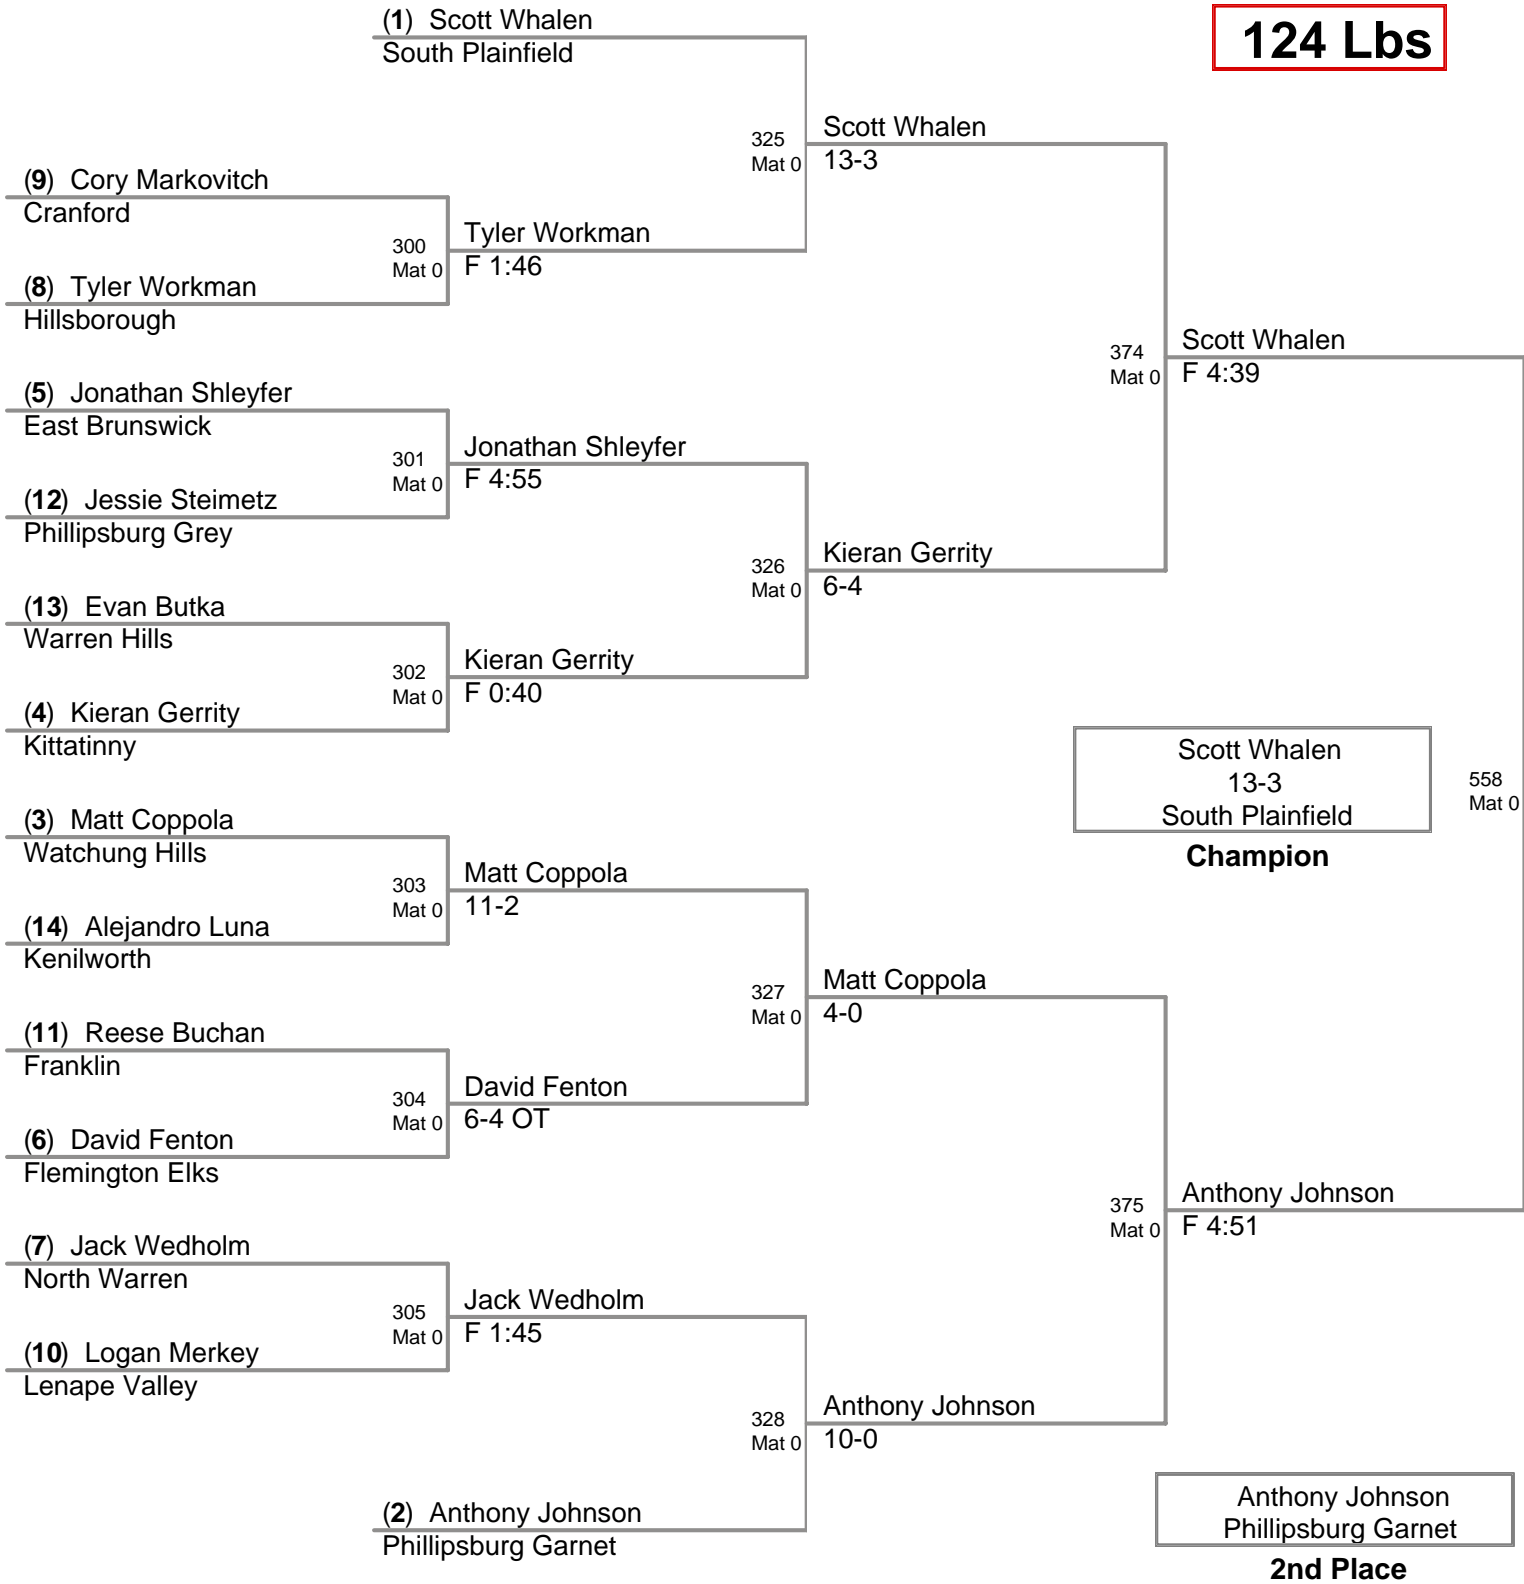 (1) Scott Whalen
South Plainfield
124 Lbs
325
Mat 0
Scott Whalen
13-3
(9) Cory Markovitch
Cranford
300
Mat 0
Tyler Workman
F 1:46
(8) Tyler Workman
Hillsborough
374
Mat 0
Scott Whalen
F 4:39
(5) Jonathan Shleyfer
East Brunswick
301
Mat 0
Jonathan Shleyfer
F 4:55
(12) Jessie Steimetz
Phillipsburg Grey
326
Mat 0
Kieran Gerrity
6-4
(13) Evan Butka
Warren Hills
302
Mat 0
Kieran Gerrity
F 0:40
(4) Kieran Gerrity
Kittatinny
Scott Whalen
13-3
South Plainfield
Champion
558
Mat 0
(3) Matt Coppola
Watchung Hills
303
Mat 0
Matt Coppola
11-2
(14) Alejandro Luna
Kenilworth
327
Mat 0
Matt Coppola
4-0
(11) Reese Buchan
Franklin
304
Mat 0
David Fenton
6-4 OT
(6) David Fenton
Flemington Elks
375
Mat 0
Anthony Johnson
F 4:51
(7) Jack Wedholm
North Warren
305
Mat 0
Jack Wedholm
F 1:45
(10) Logan Merkey
Lenape Valley
328
Mat 0
Anthony Johnson
10-0
(2) Anthony Johnson
Phillipsburg Garnet
Anthony Johnson
Phillipsburg Garnet
2nd Place